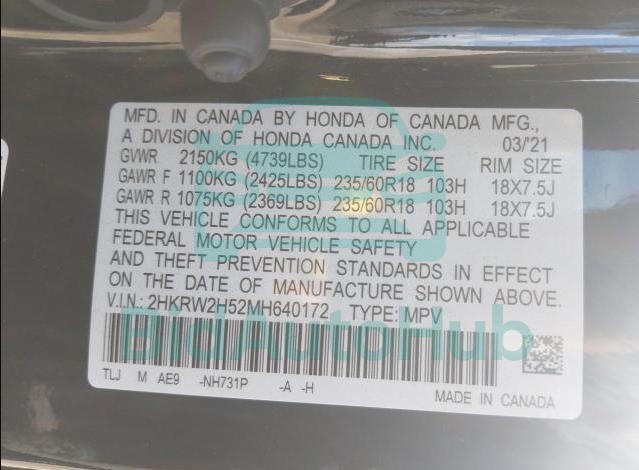 MFD. IN CANADA BY HONDA OF CANADA MFG.,
A DIVISION OF HONDA CANADA INC. 03/'21
GVWR 2150KG (4739LBS) TIRE SIZE RIM SIZE
GAWR F 1100KG (2425LBS) 235/60R18 103H 18X7.5J
GAWR R 1075KG (2369LBS) 235/60R18 103H 18X7.5J
THIS VEHICLE CONFORMS TO ALL APPLICABLE
FEDERAL MOTOR VEHICLE SAFETY
AND THEFT PREVENTION STANDARDS IN EFFECT
ON THE DATE OF MANUFACTURE SHOWN ABOVE.
V.I.N.: 2HKRW2H52MH640172 TYPE: MPV
BidAutoHub
TLJ M AE9 -NH731P -A -H
MADE IN CANADA